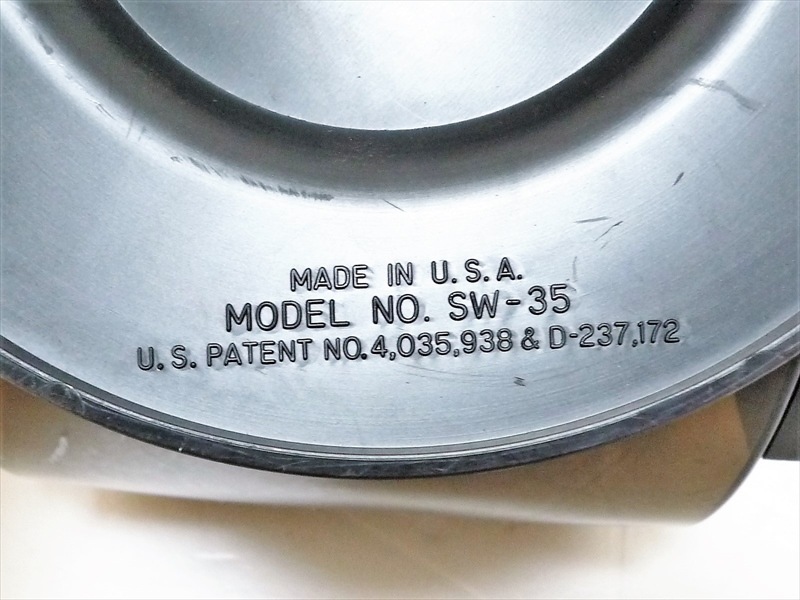 MADE IN U.S.A.
MODEL NO. SW-35
U.S. PATENT NO. 4,035,938 & D-237,172